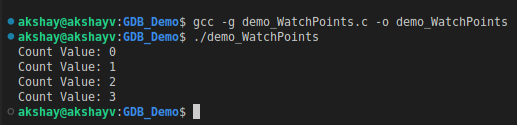 akshay@akshayv:GDB_Demo$ gcc -g demo_WatchPoints.c -o demo_WatchPoints
akshay@akshayv:GDB_Demo$ ./demo_WatchPoints
Count Value: 0
Count Value: 1
Count Value: 2
Count Value: 3
akshay@akshayv:GDB_Demo$